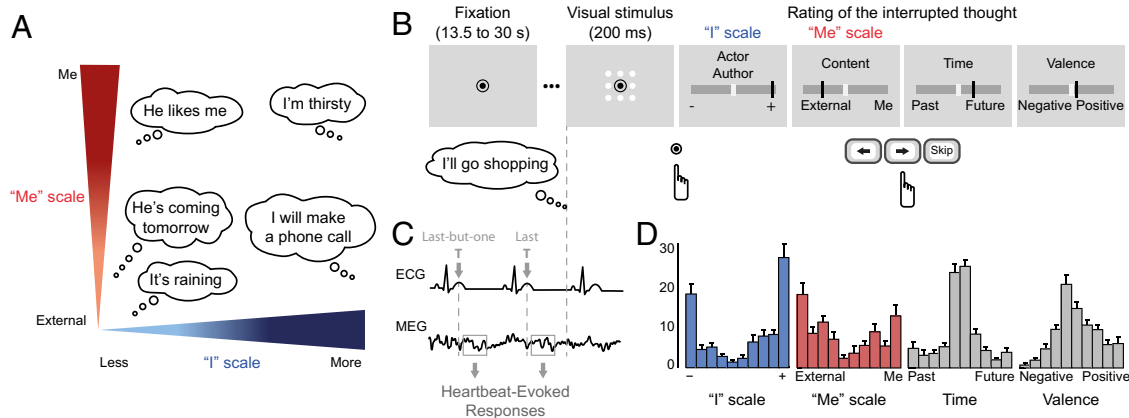 A
Me
"Me" scale
External
Less
"I" scale
More
He likes me
I'm thirsty
He's coming
tomorrow
I will make
a phone call
It's raining
B
Fixation
(13.5 to 30 s)
Visual stimulus
(200 ms)
Rating of the interrupted thought
"I" scale
"Me" scale
Actor
Author
- +
Content
External Me
Time
Past Future
Valence
Negative Positive
I'll go shopping
Skip
C
Last-but-one
Last
ECG
MEG
Heartbeat-Evoked
Responses
D
30
20
10
0
- +
"I" scale
External Me
"Me" scale
Past Future
Time
Negative Positive
Valence